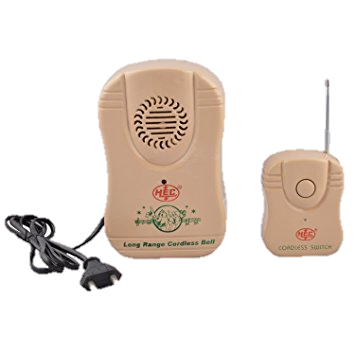 HEC
Long Range Cordless Bell
HEC
CORDLESS SWITCH